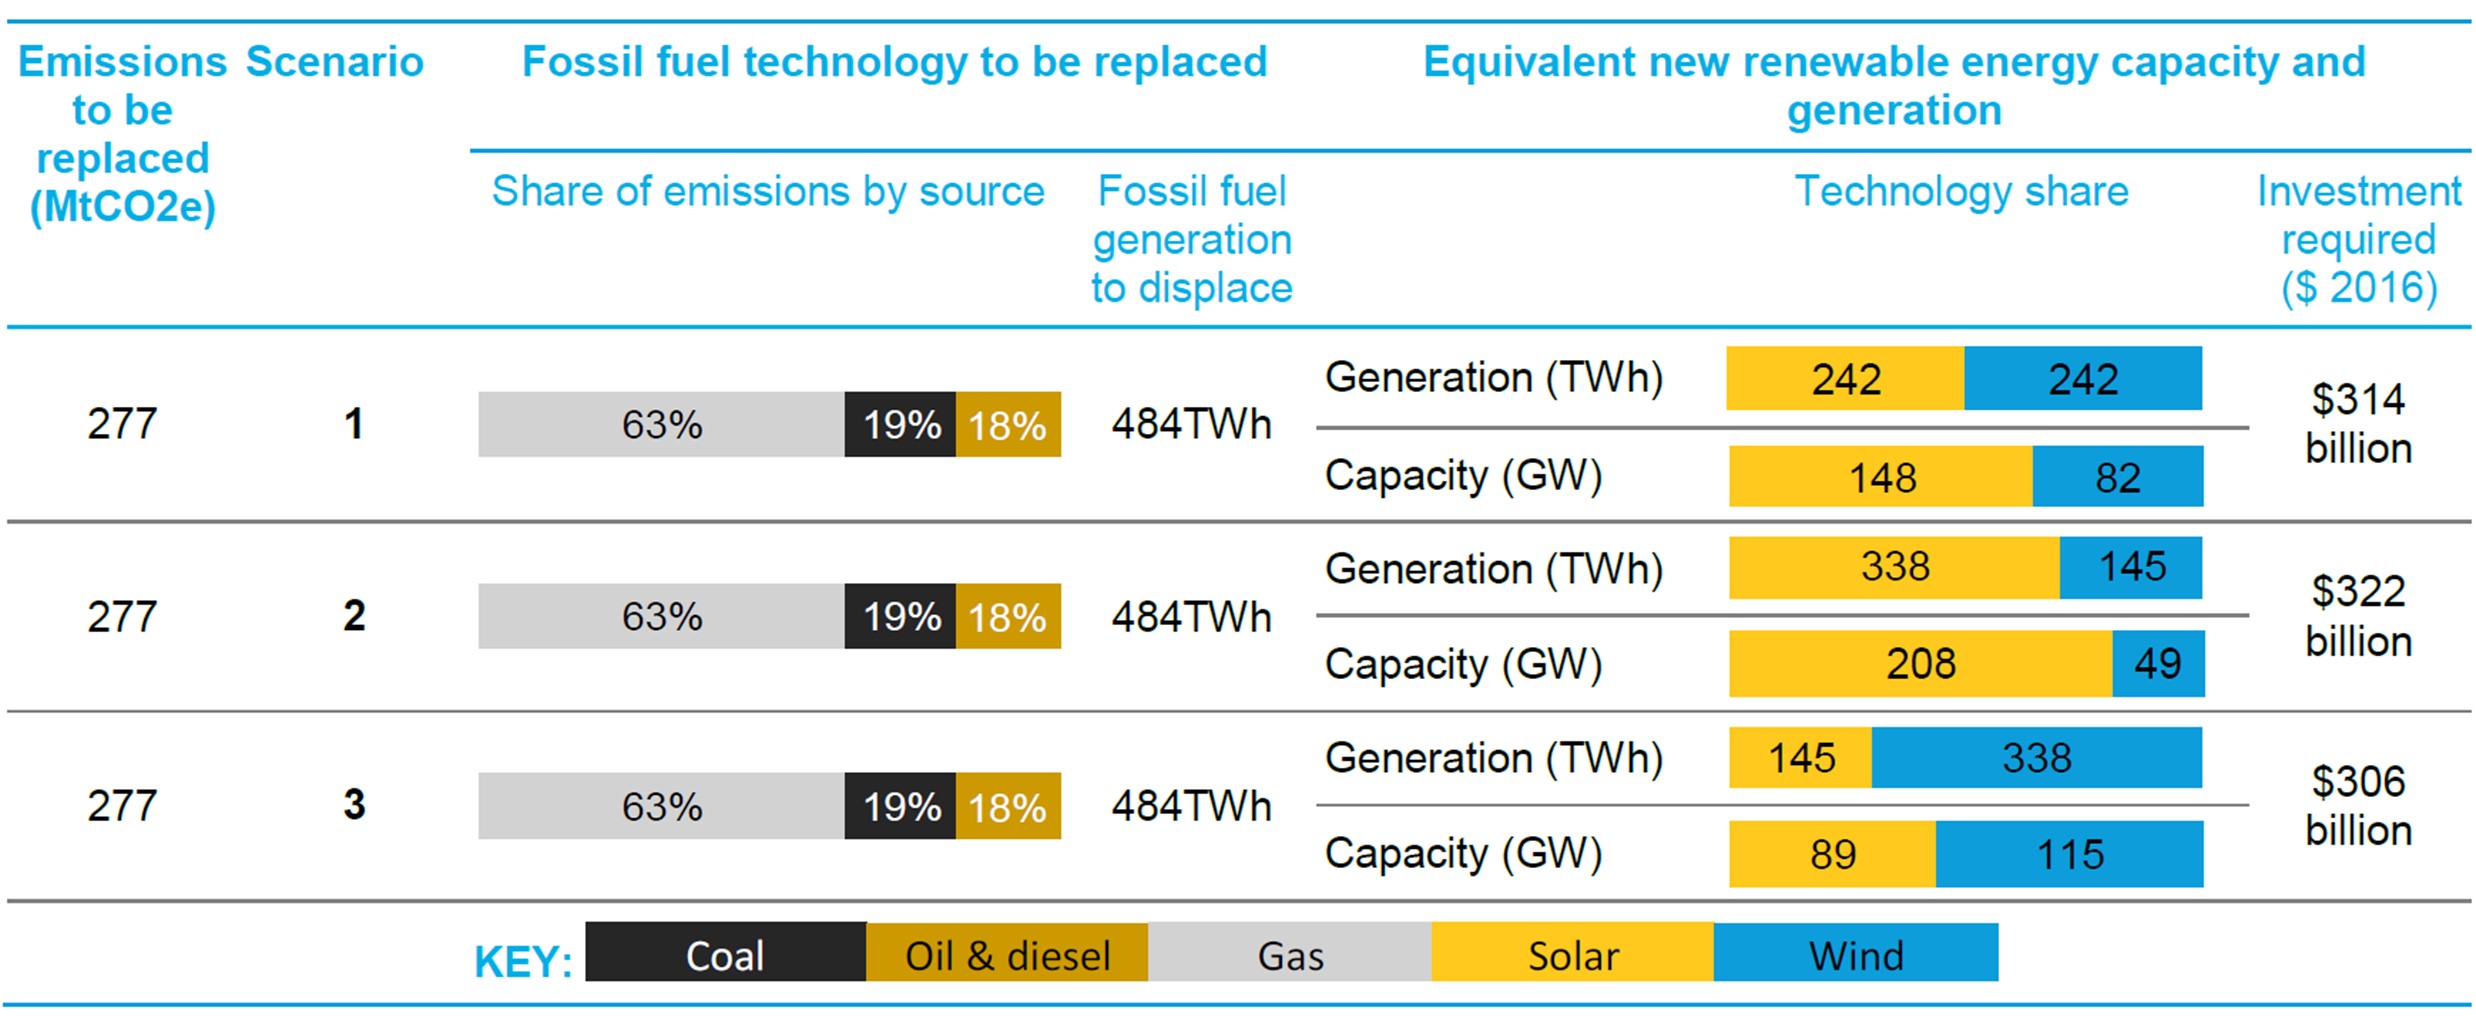 Emissions to be replaced (MtCO2e)
Scenario
Fossil fuel technology to be replaced
Equivalent new renewable energy capacity and generation
Share of emissions by source
Fossil fuel generation to displace
Technology share
Investment required ($ 2016)
277
1
63%
19%
18%
484TWh
Generation (TWh)
242
242
Capacity (GW)
148
82
$314 billion
277
2
63%
19%
18%
484TWh
Generation (TWh)
338
145
Capacity (GW)
208
49
$322 billion
277
3
63%
19%
18%
484TWh
Generation (TWh)
145
338
Capacity (GW)
89
115
$306 billion
KEY:
Coal
Oil & diesel
Gas
Solar
Wind